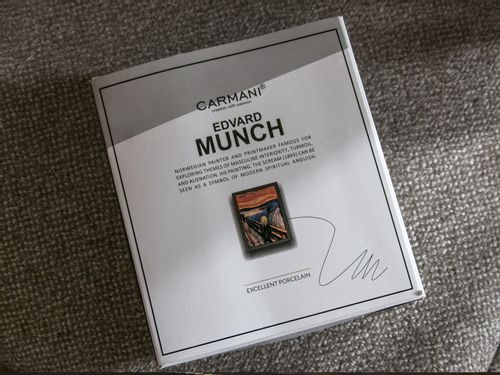 CARMANI®
creation with passion
EDVARD
MUNCH
NORWEGIAN PAINTER AND PRINTMAKER FAMOUS FOR
EXPLORING THEMES OF MASCULINE INTERIORITY, TURMOIL,
AND ALIENATION. HIS PAINTING, THE SCREAM (1893) CAN BE
SEEN AS A SYMBOL OF MODERN SPIRITUAL ANGUISH.
EXCELLENT PORCELAIN